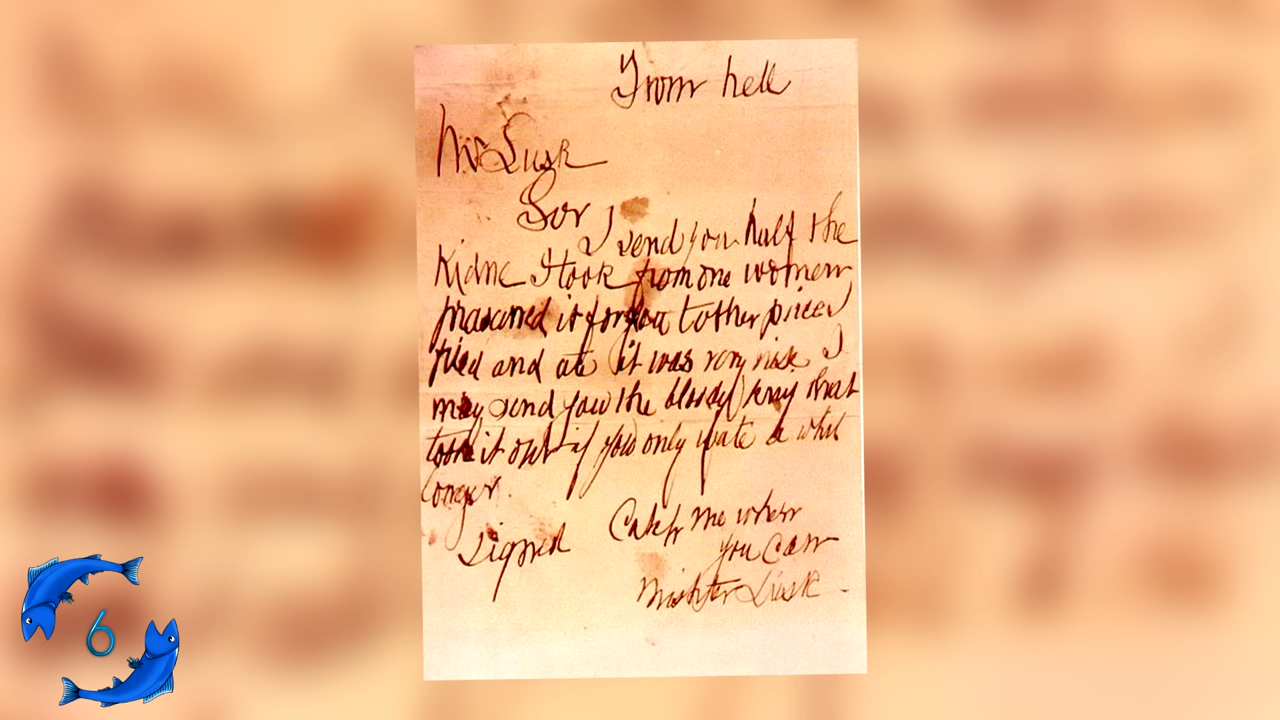 From hell
Mr Lusk
Sor
I send you half the
Kidne I took from one women
prasarved it for you tother piece I
fried and ate it was very nise I
may send you the bloody knif that
took it out if you only wate a whil
longer.
signed
Catch me when
you Can
Mishter Lusk.
6